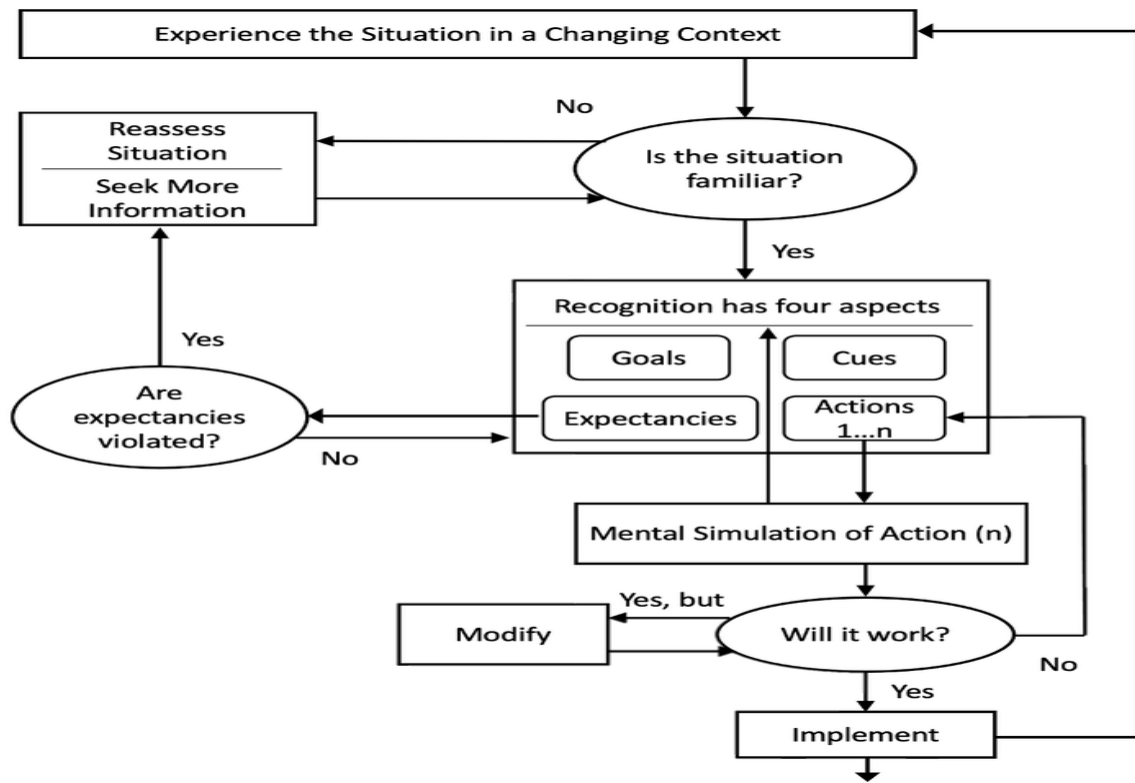 Experience the Situation in a Changing Context
No
Reassess
Situation
Seek More
Information
Is the situation
familiar?
Yes
Recognition has four aspects
Goals
Cues
Expectancies
Actions
1...n
Yes
Are
expectancies
violated?
No
Mental Simulation of Action (n)
Yes, but
Modify
Will it work?
No
Yes
Implement